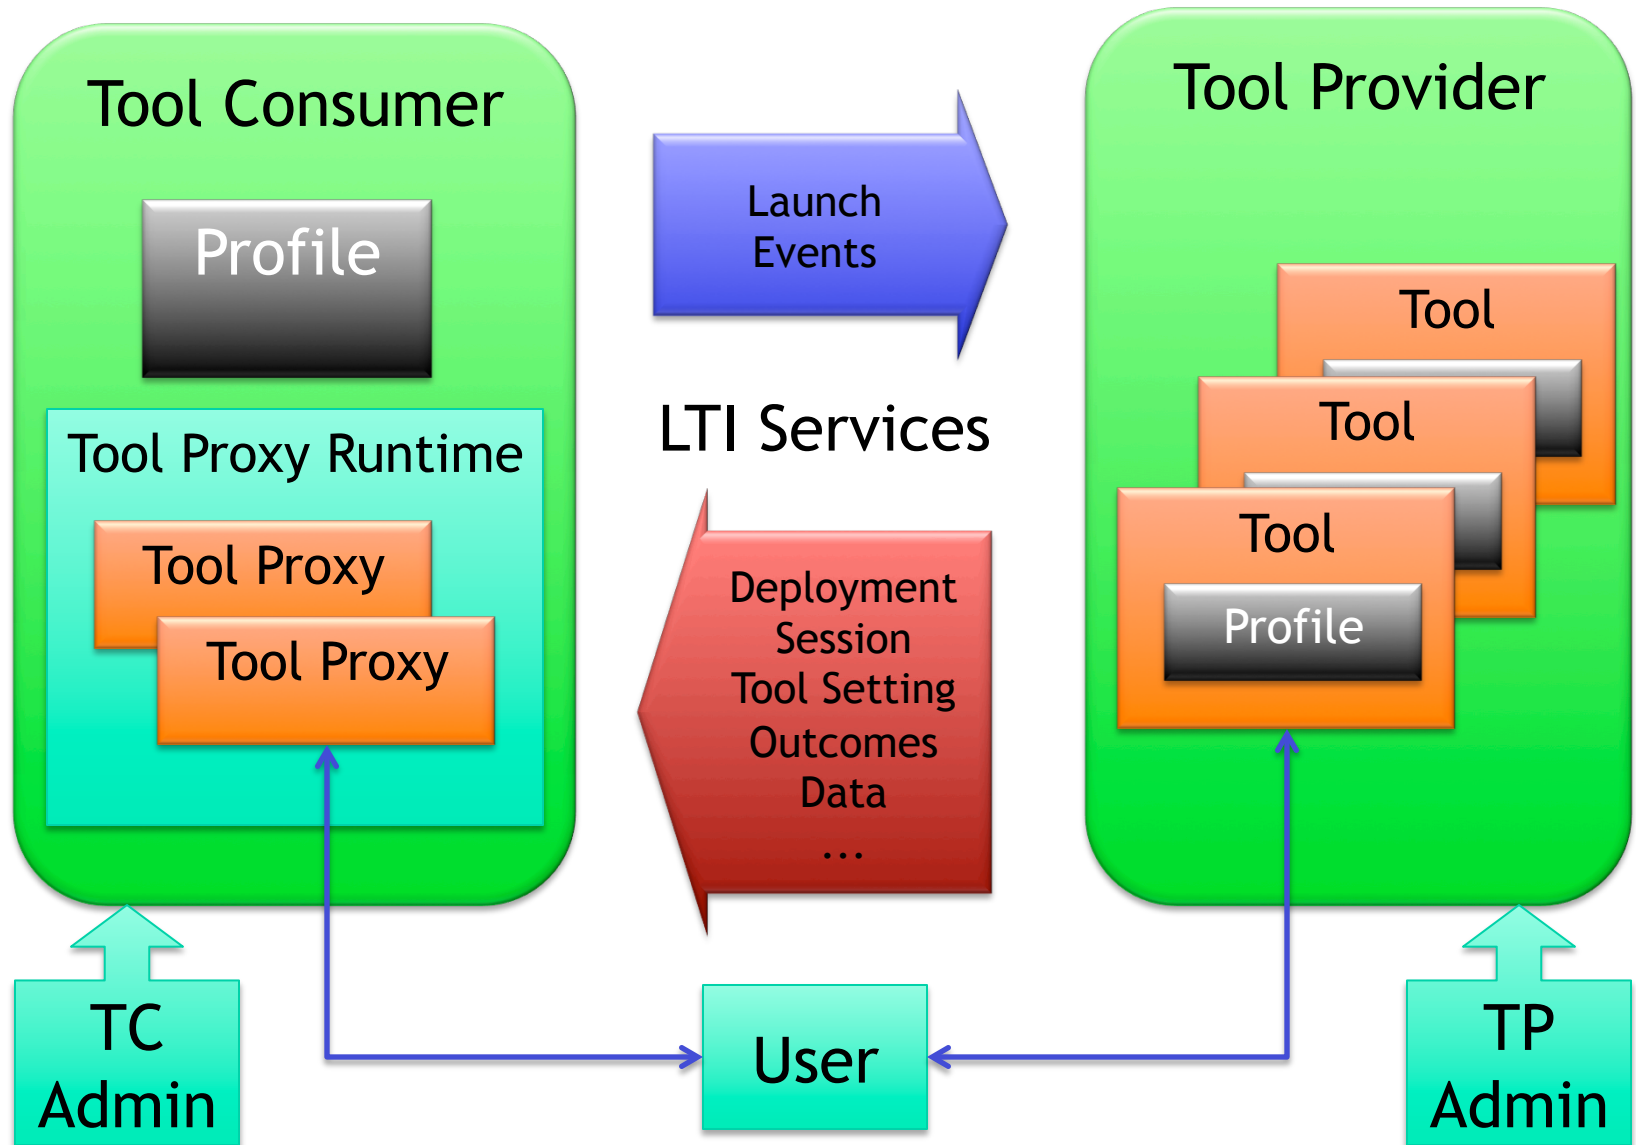 Tool Consumer
Profile
Tool Proxy Runtime
Tool Proxy
Tool Proxy
Launch
Events
LTI Services
Deployment
Session
Tool Setting
Outcomes
Data
...
Tool Provider
Tool
Tool
Tool
Profile
TC
Admin
User
TP
Admin